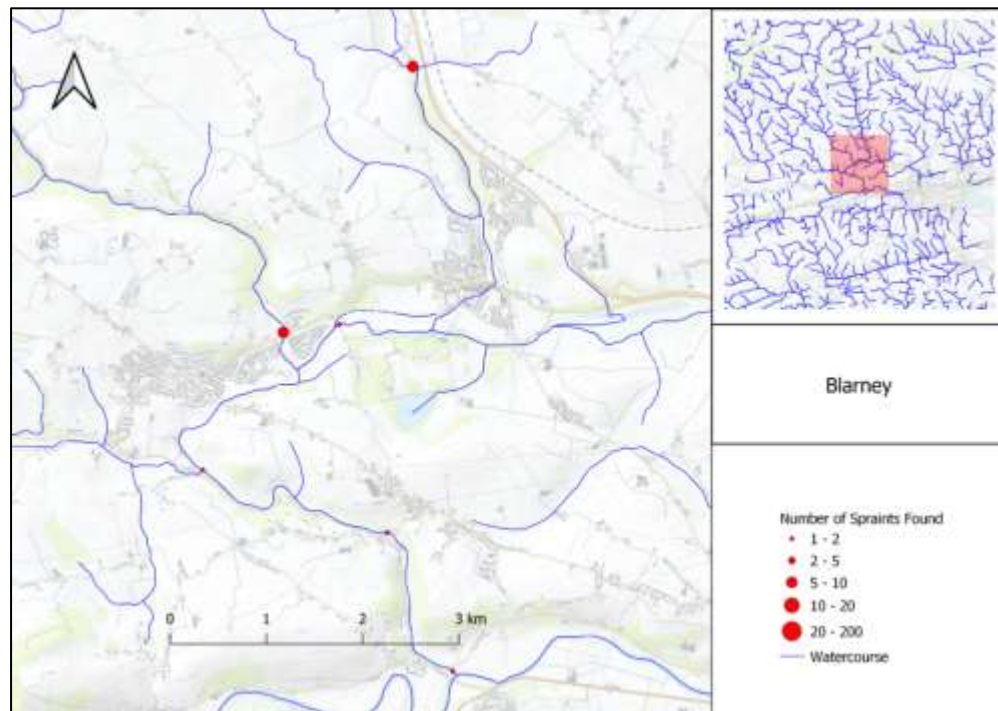 Blarney
Number of Spraints Found
1 - 2
2 - 5
5 - 10
10 - 20
20 - 200
Watercourse
0 1 2 3 km